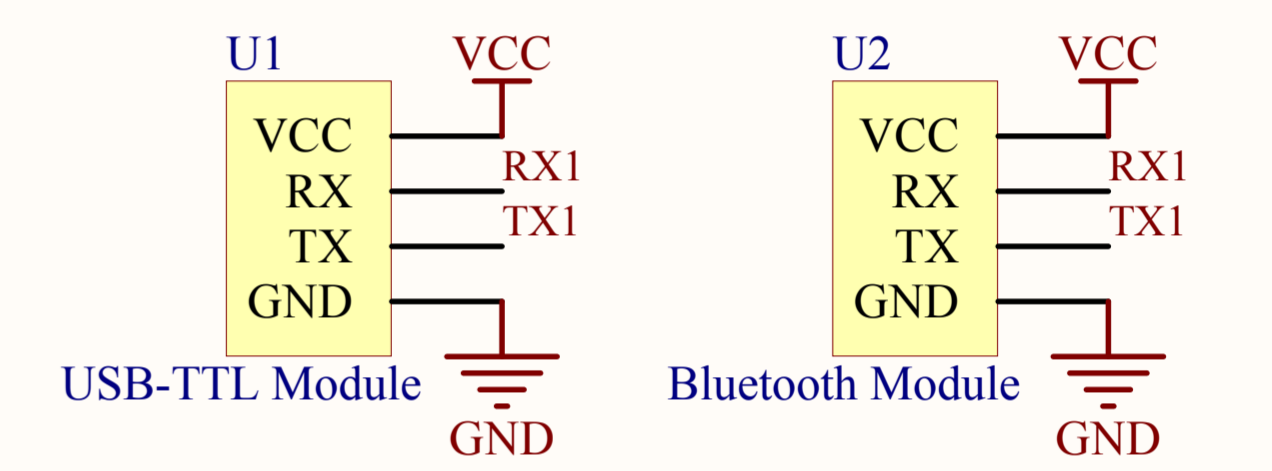 U1
VCC
VCC
RX1
RX
TX1
TX
GND
USB-TTL Module
GND
U2
VCC
VCC
RX1
RX
TX1
TX
GND
Bluetooth Module
GND